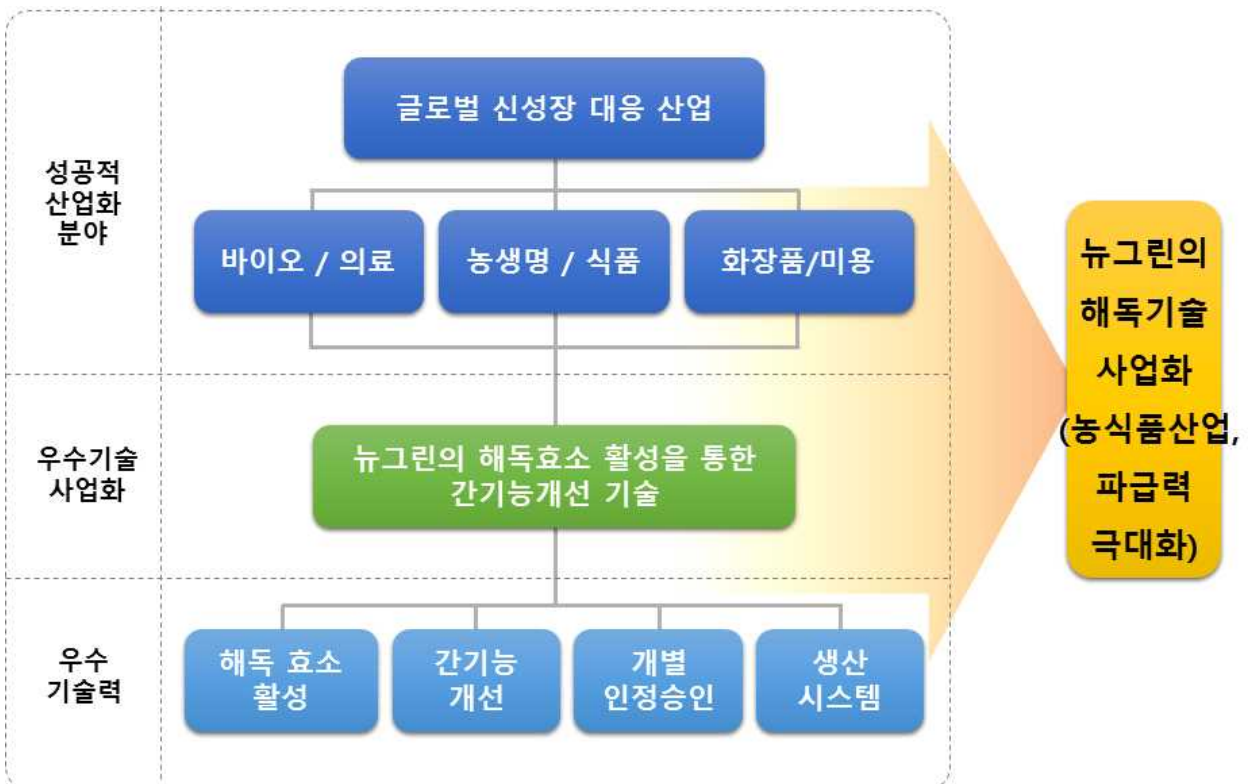 글로벌 신성장 대응 산업
성공적
산업화
분야
바이오 / 의료
농생명 / 식품
화장품/미용
우수기술
사업화
뉴그린의 해독효소 활성을 통한
간기능개선 기술
우수
기술력
해독 효소
활성
간기능
개선
개별
인정승인
생산
시스템
뉴그린의
해독기술
사업화
(농식품산업,
파급력
극대화)